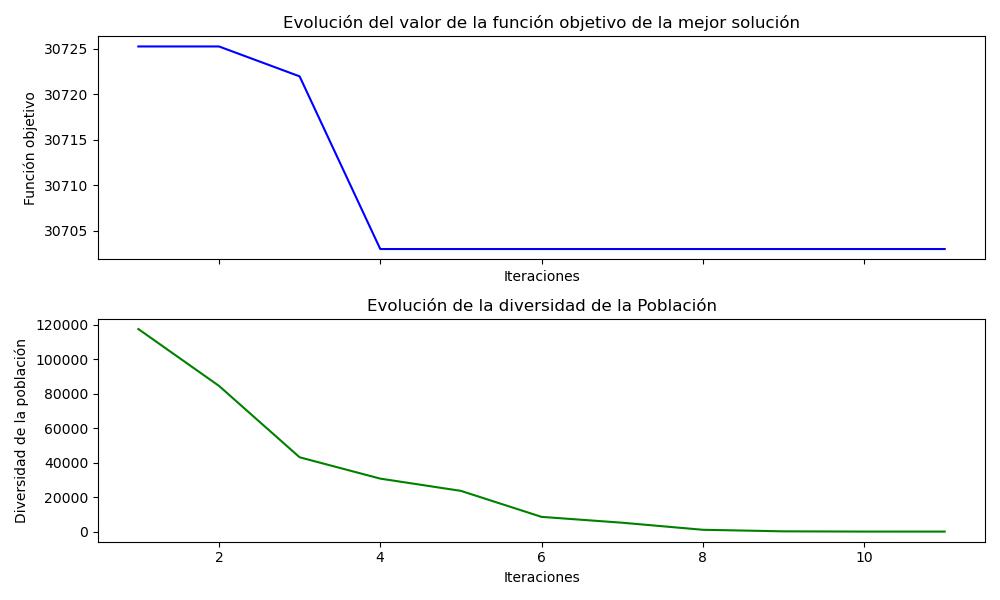 Evolución del valor de la función objetivo de la mejor solución
30725
30720
30715
30710
30705
Función objetivo
Iteraciones
Evolución de la diversidad de la Población
120000
100000
80000
60000
40000
20000
0
Diversidad de la población
2 4 6 8 10
Iteraciones